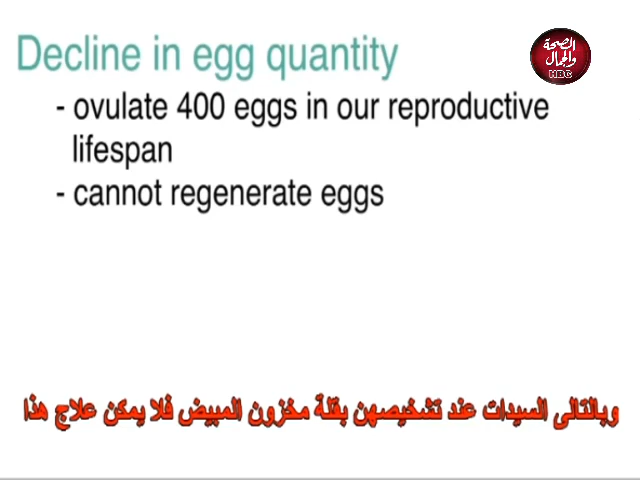 Decline in egg quantity
الصحة
والجمال
HBC
- ovulate 400 eggs in our reproductive
lifespan
- cannot regenerate eggs
وبالتالى السيدات عند تشخيصهن بقلة مخزون المبيض فلا يمكن علاج هذا